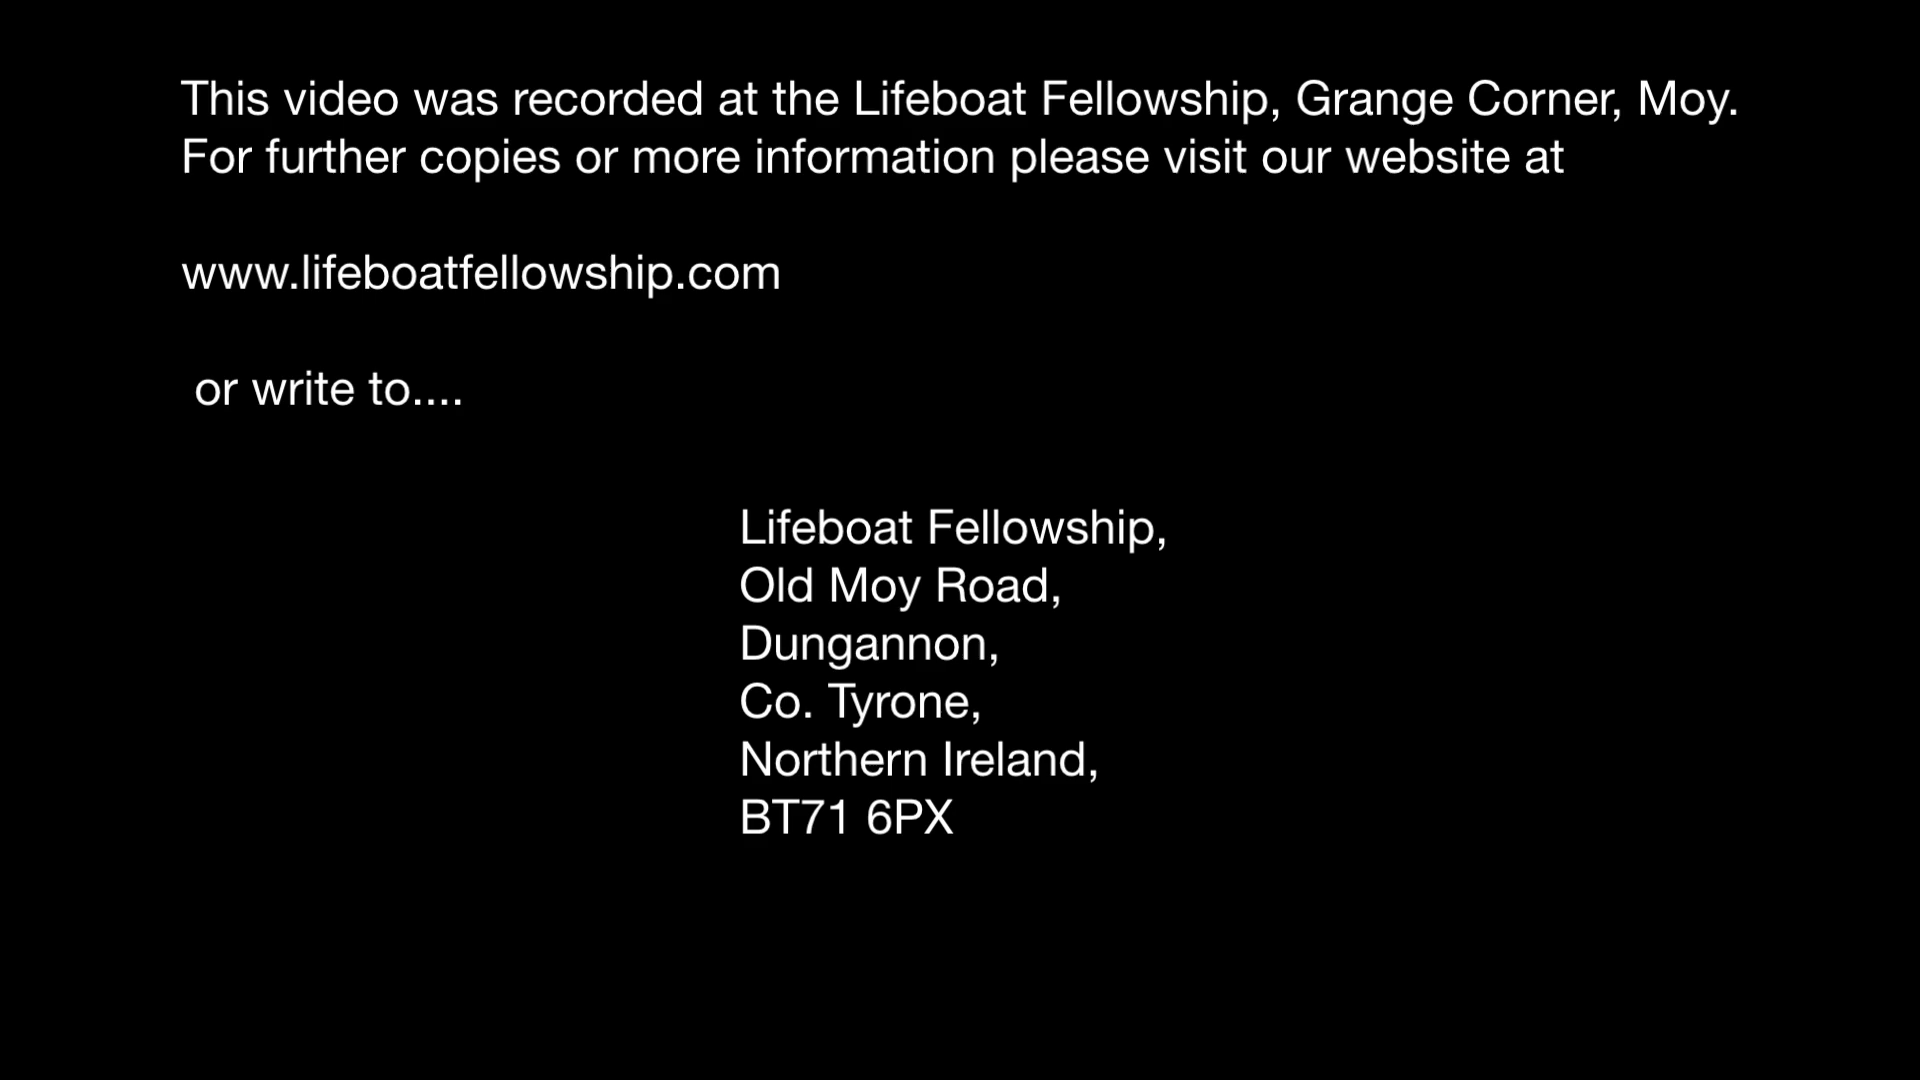 This video was recorded at the Lifeboat Fellowship, Grange Corner, Moy.
For further copies or more information please visit our website at
www.lifeboatfellowship.com
or write to....
Lifeboat Fellowship,
Old Moy Road,
Dungannon,
Co. Tyrone,
Northern Ireland,
BT71 6PX